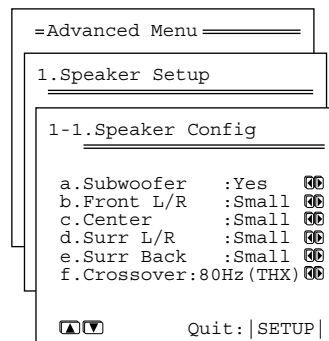 =Advanced Menu
1.Speaker Setup
1-1.Speaker Config
a.Subwoofer :Yes
b.Front L/R :Small
c.Center :Small
d.Surr L/R :Small
e.Surr Back :Small
f.Crossover:80Hz(THX)
Quit:|SETUP|